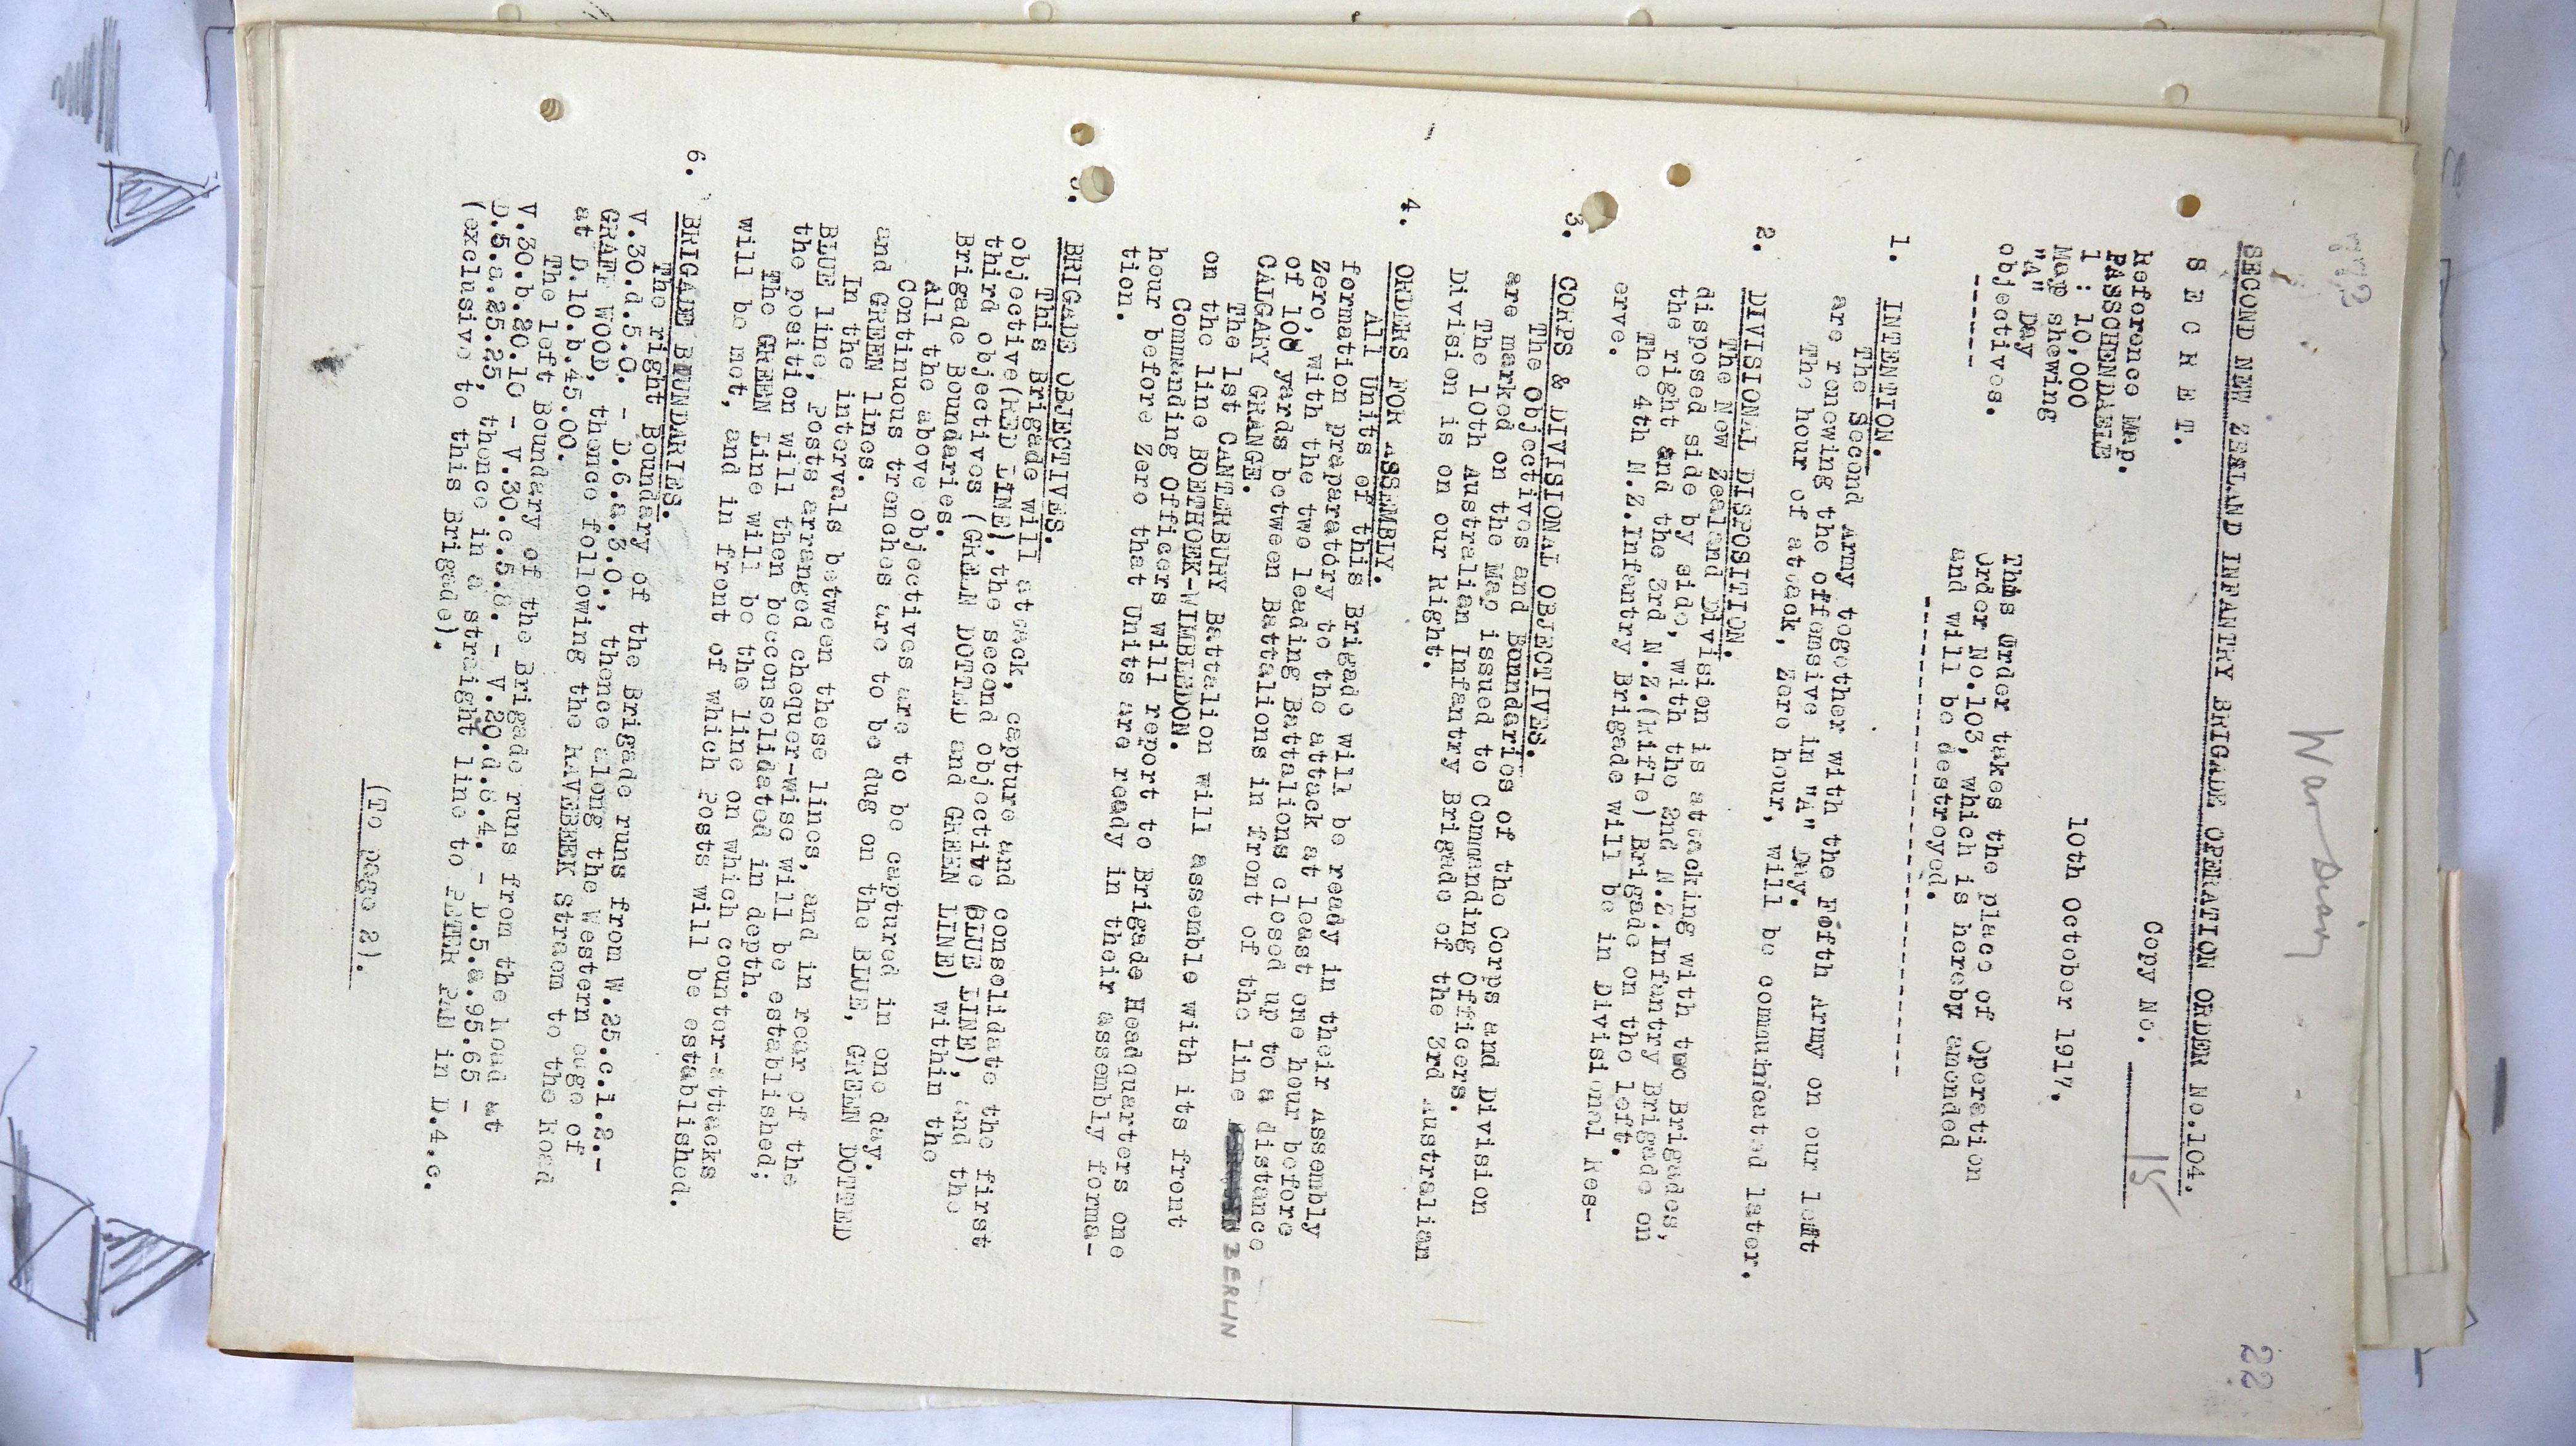 War Diary
773
22
SECOND NEW ZEALAND INFANTRY BRIGADE OPERATION ORDER No.104.
S E C R E T.
Copy No. 15
Reference Map.
PASSCHENDAELE
1 : 10,000
Map shewing
"A" Day
objectives.
-------
10th October 1917.
This Order takes the place of Operation
Order No.103, which is hereby amended
and will be destroyed.
1. INTENTION.
The Second Army together with the Fifth Army on our left
are renewing the offensive in "A" Day.
The hour of attack, Zero hour, will be communicated later.
2. DIVISIONAL DISPOSITION.
The New Zealand Division is attacking with two Brigades,
disposed side by side, with the 2nd N.Z.Infantry Brigade on
the right and the 3rd N.Z.(Rifle) Brigade on the left.
The 4th N.Z.Infantry Brigade will be in Divisional Res-
erve.
3. CORPS & DIVISIONAL OBJECTIVES.
The Objectives and Boundaries of the Corps and Division
are marked on the Map issued to Commanding Officers.
The 10th Australian Infantry Brigade of the 3rd Australian
Division is on our Right.
4. ORDERS FOR ASSEMBLY.
All Units of this Brigade will be ready in their Assembly
formation praparatory to the attack at least one hour before
Zero, with the two leading Battalions closed up to a distance
of 100 yards between Battalions in front of the line BERLIN
CALGARY GRANGE.
The 1st CANTERBURY Battalion will assemble with its front
on the line BOETHOEK-WIMBLEDON.
Commanding Officers will report to Brigade Headquarters one
hour before Zero that Units are ready in their assembly forma-
tion.
5. BRIGADE OBJECTIVES.
This Brigade will attack, capture and consolidate the first
objective(RED LINE), the second objective (BLUE LINE), and the
third objectives (GREEN DOTTED and GREEN LINE) within the
Brigade Boundaries.
All the above objectives are to be captured in one day.
Continuous trenches are to be dug on the BLUE, GREEN DOTTED
and GREEN lines.
In the intervals between these lines, and in rear of the
BLUE line, Posts arranged chequer-wise will be established;
the position will then beconsolidated in depth.
The GREEN Line will be the line on which counter-attacks
will be met, and in front of which Posts will be established.
6. BRIGADE BOUNDARIES.
The right Boundary of the Brigade runs from W.25.c.1.2.-
V.30.d.5.0. - D.6.a.3.0., thence along the Western edge of
GRAFT WOOD, thence following the RAVEBEEK Straem to the Road
at D.10.b.45.00.
The left Boundary of the Brigade runs from the Road at
V.30.b.20.10 - V.30.c.5.8. - V.29.d.8.4. - D.5.a.95.65 -
D.5.a.25.25, thence in a straight line to PETER PAN in D.4.c.
(exclusive to this Brigade).
(To page 2).